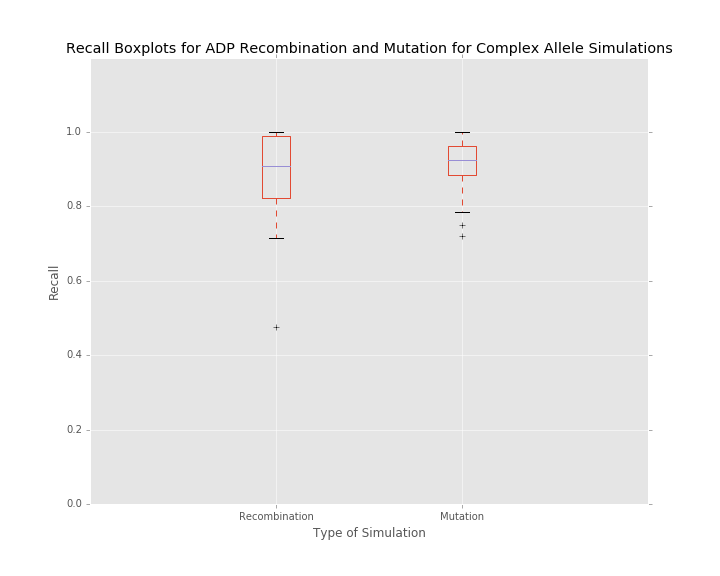 Recall Boxplots for ADP Recombination and Mutation for Complex Allele Simulations
1.0
0.8
0.6
0.4
0.2
0.0
Recall
Recombination
Mutation
Type of Simulation